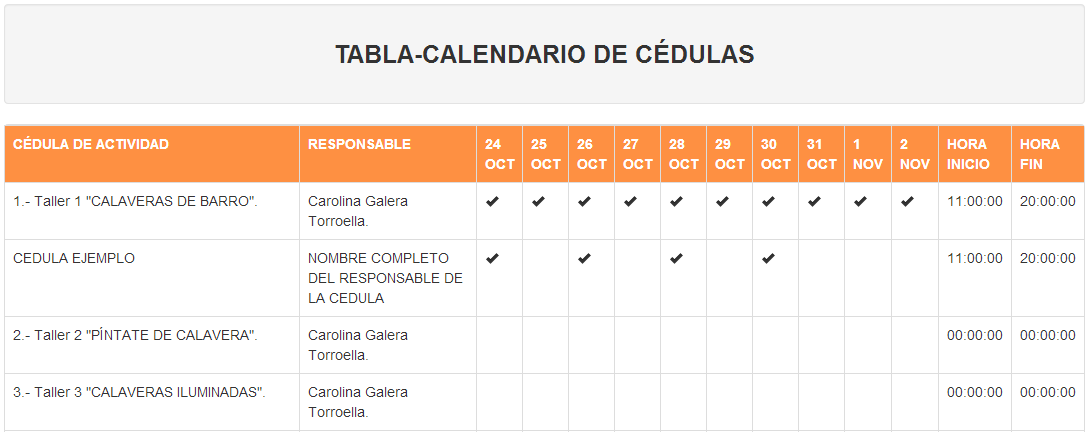 TABLA-CALENDARIO DE CÉDULAS
CÉDULA DE ACTIVIDAD RESPONSABLE 24 OCT 25 OCT 26 OCT 27 OCT 28 OCT 29 OCT 30 OCT 31 OCT 1 NOV 2 NOV HORA INICIO HORA FIN
1.- Taller 1 "CALAVERAS DE BARRO". Carolina Galera Torroella. ✔ ✔ ✔ ✔ ✔ ✔ ✔ ✔ ✔ ✔ 11:00:00 20:00:00
CEDULA EJEMPLO NOMBRE COMPLETO DEL RESPONSABLE DE LA CEDULA ✔ ✔ ✔ ✔ 11:00:00 20:00:00
2.- Taller 2 "PÍNTATE DE CALAVERA". Carolina Galera Torroella. 00:00:00 00:00:00
3.- Taller 3 "CALAVERAS ILUMINADAS". Carolina Galera Torroella. 00:00:00 00:00:00